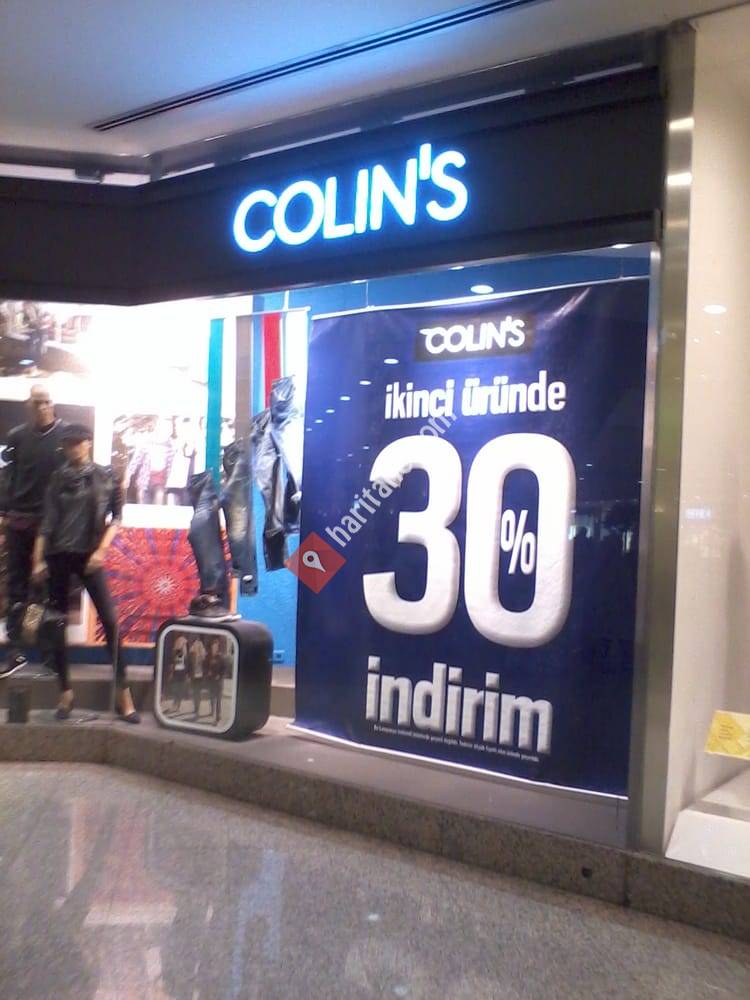 COLIN'S
COLIN'S
ikinci üründe
30
%
indirim